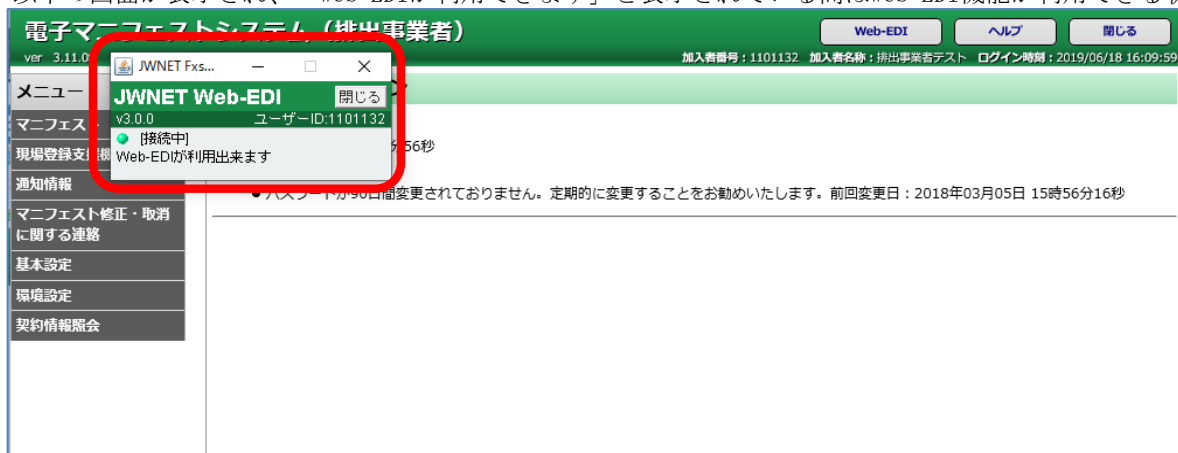 電子マニフェストシステム（排出事業者）
Web-EDI
ヘルプ
閉じる
ver 3.11.0
加入者番号：1101132 加入者名称：排出事業者テスト ログイン時刻：2019/06/18 16:09:59
JWNET Fxs...
JWNET Web-EDI 閉じる
v3.0.0 ユーザーID:1101132
[接続中]
Web-EDIが利用出来ます
メニュー
マニフェスト
現場登録支援機
通知情報
マニフェスト修正・取消
に関する連絡
基本設定
環境設定
契約情報照会
分56秒
● パスワードが90日間変更されておりません。定期的に変更することをお勧めいたします。前回変更日：2018年03月05日 15時56分16秒